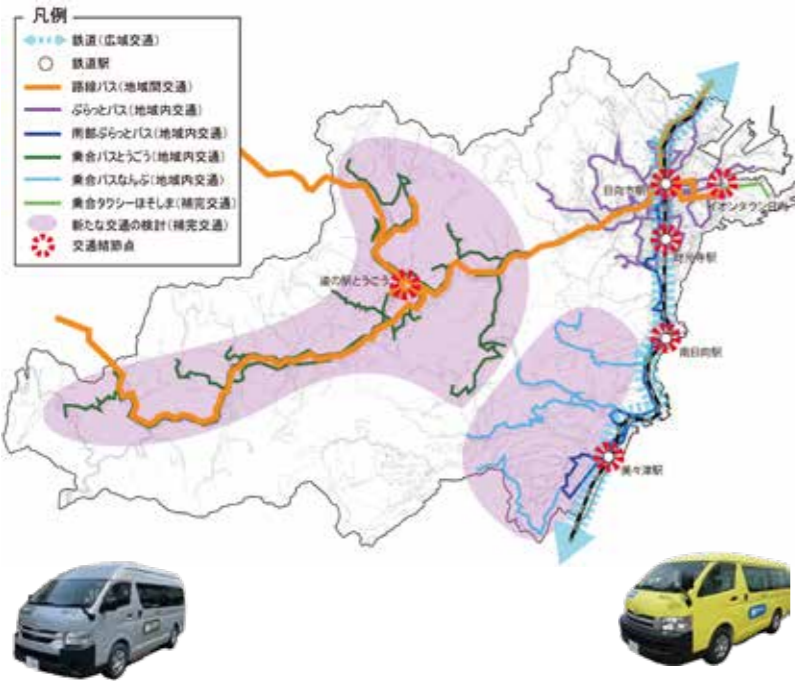 凡例
鉄道(広域交通)
鉄道駅
路線バス(地域間交通)
ぷらっとバス(地域内交通)
南部ぷらっとバス(地域内交通)
乗合バスとうごう(地域内交通)
乗合バスなんぶ(地域内交通)
乗合タクシーほそしま(補完交通)
新たな交通の検討(補完交通)
交通結節点
日向市駅
イオンタウン日向
財光寺駅
道の駅とうごう
南日向駅
美々津駅